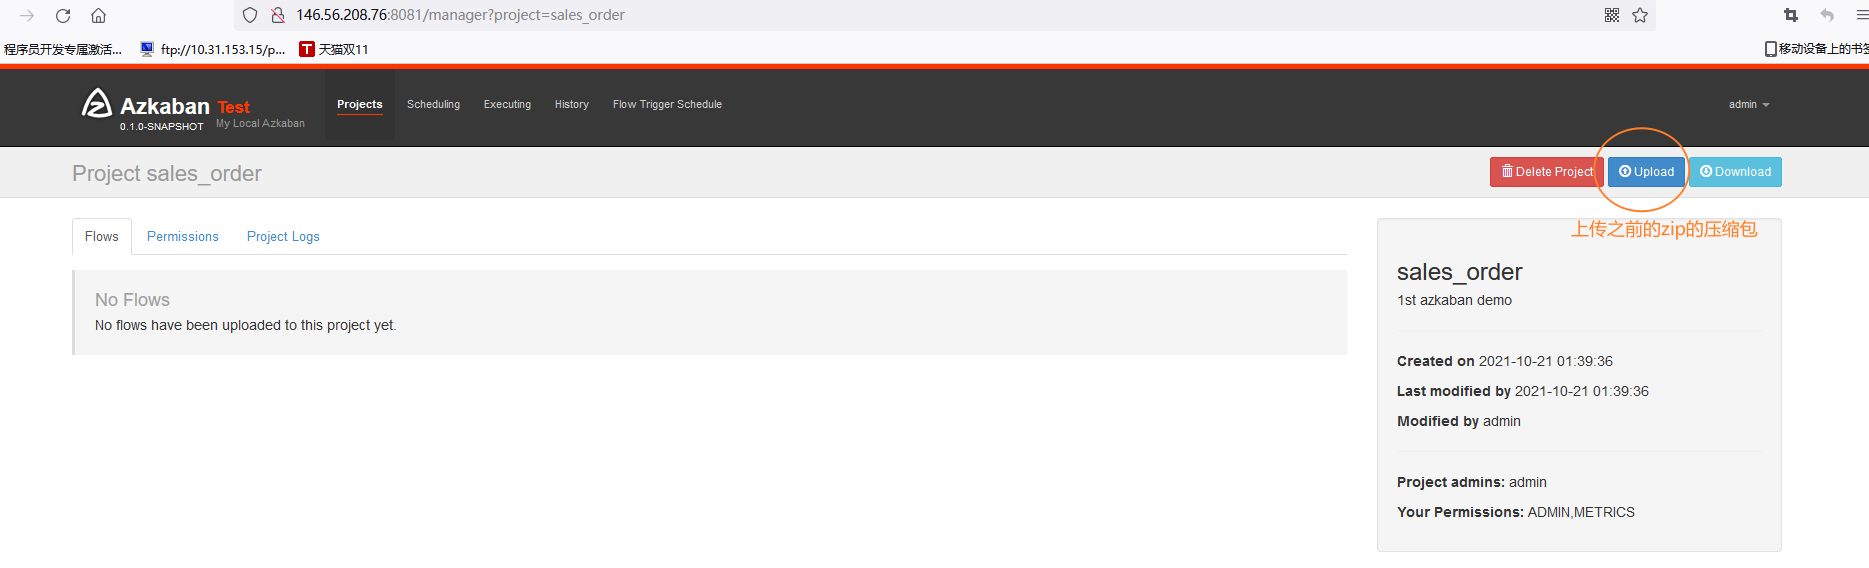 146.56.208.76:8081/manager?project=sales_order
程序员开发专属激活... ftp://10.31.153.15/p... T 天猫双11 移动设备上的书签
Azkaban Test Projects Scheduling Executing History Flow Trigger Schedule admin
0.1.0-SNAPSHOT My Local Azkaban
Project sales_order Delete Project Upload Download
上传之前的zip的压缩包
Flows Permissions Project Logs
No Flows
No flows have been uploaded to this project yet.
sales_order
1st azkaban demo
Created on 2021-10-21 01:39:36
Last modified by 2021-10-21 01:39:36
Modified by admin
Project admins: admin
Your Permissions: ADMIN,METRICS